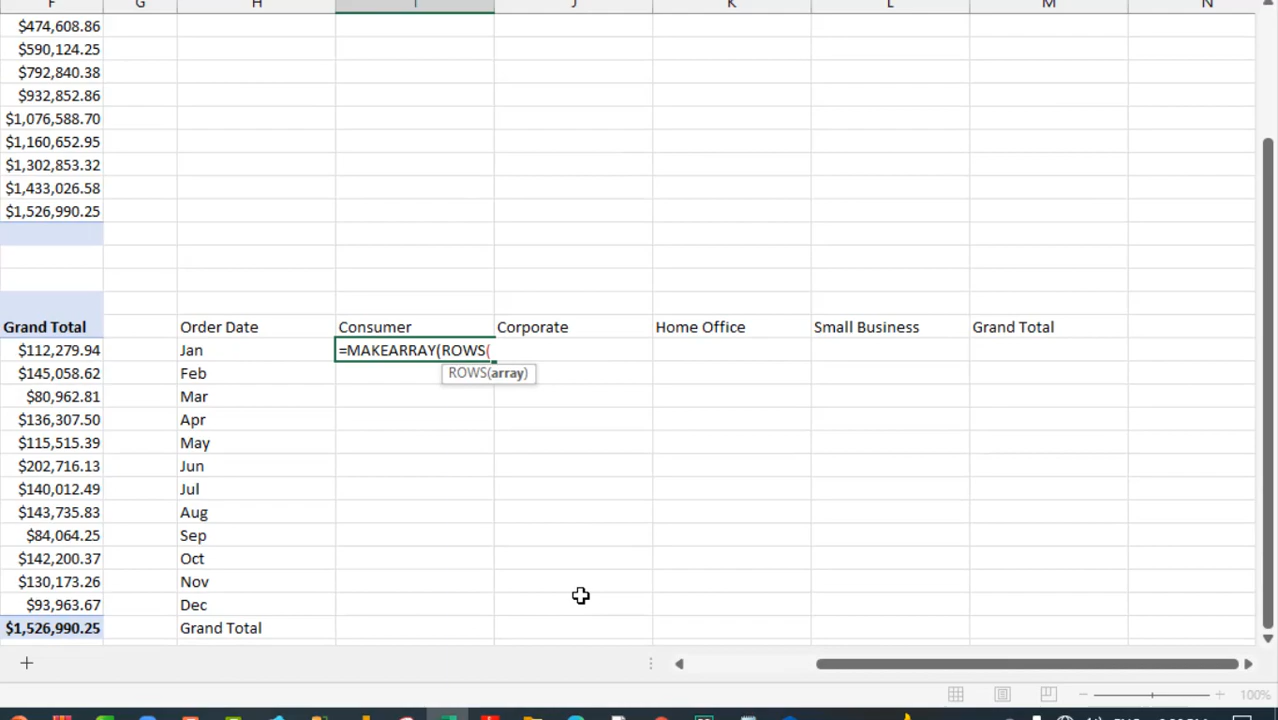 F G H I J K L M N
$474,608.86
$590,124.25
$792,840.38
$932,852.86
$1,076,588.70
$1,160,652.95
$1,302,853.32
$1,433,026.58
$1,526,990.25
Grand Total Order Date Consumer Corporate Home Office Small Business Grand Total
$112,279.94 Jan =MAKEARRAY(ROWS(
$145,058.62 Feb ROWS(array)
$80,962.81 Mar
$136,307.50 Apr
$115,515.39 May
$202,716.13 Jun
$140,012.49 Jul
$143,735.83 Aug
$84,064.25 Sep
$142,200.37 Oct
$130,173.26 Nov
$93,963.67 Dec
$1,526,990.25 Grand Total
100%